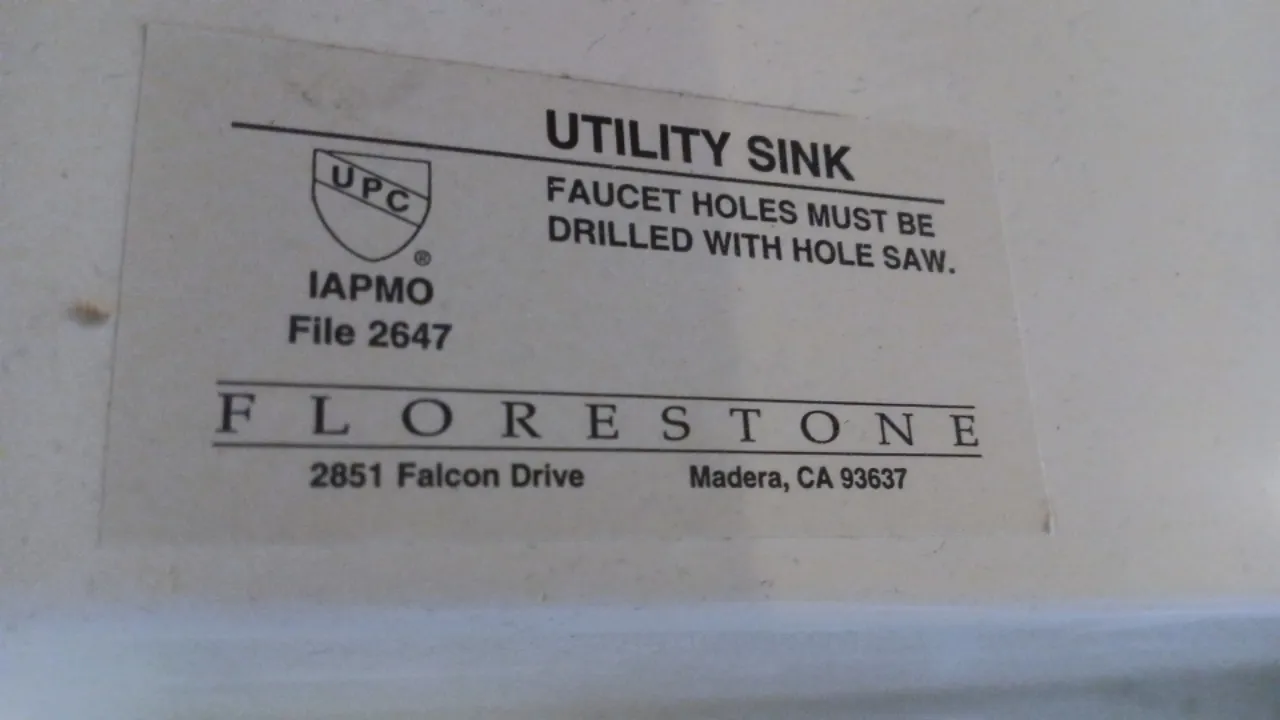 UTILITY SINK
UPC
®
FAUCET HOLES MUST BE
DRILLED WITH HOLE SAW.
IAPMO
File 2647
FLORESTONE
2851 Falcon Drive Madera, CA 93637